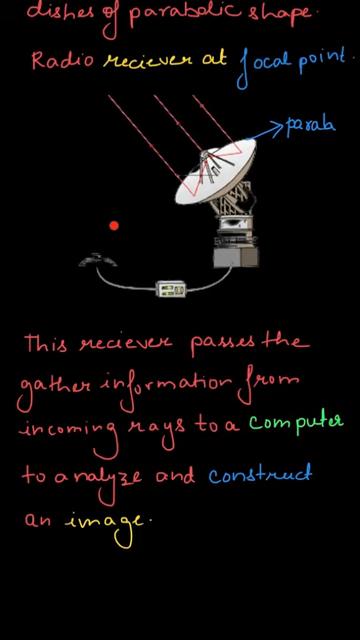 dishes of parabolic shape.
Radio reciever at focal point.
parab
This reciever passes the
gather information from
incoming rays to a computer
to analyze and construct
an image.